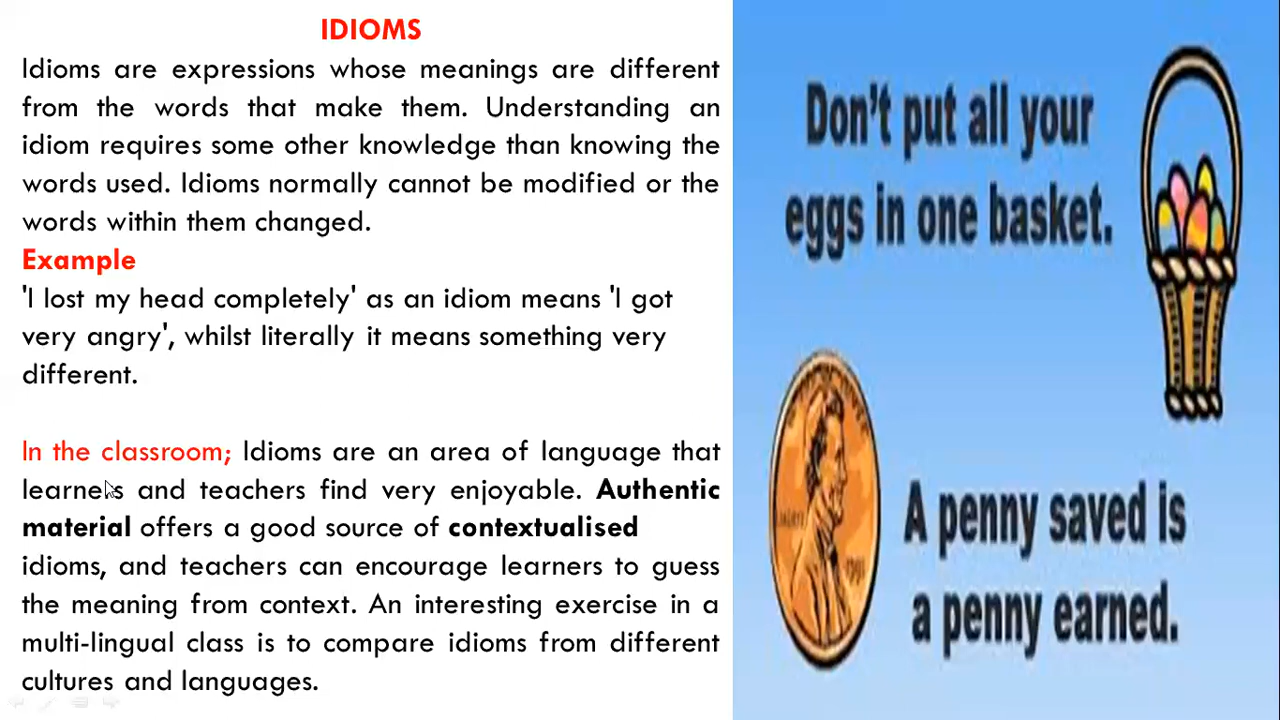 IDIOMS
Idioms are expressions whose meanings are different
from the words that make them. Understanding an
idiom requires some other knowledge than knowing the
words used. Idioms normally cannot be modified or the
words within them changed.
Example
'I lost my head completely' as an idiom means 'I got
very angry', whilst literally it means something very
different.
In the classroom; Idioms are an area of language that
learners and teachers find very enjoyable. Authentic
material offers a good source of contextualised
idioms, and teachers can encourage learners to guess
the meaning from context. An interesting exercise in a
multi-lingual class is to compare idioms from different
cultures and languages.
Don't put all your
eggs in one basket.
A penny saved is
a penny earned.